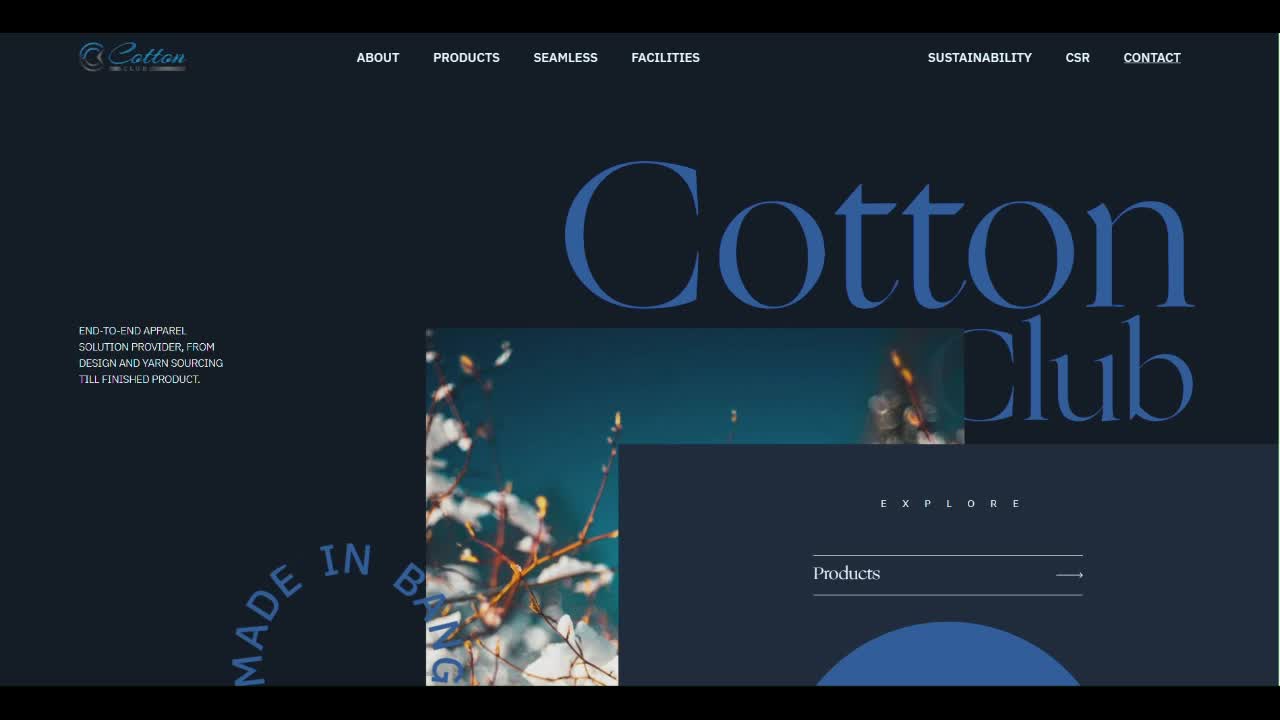 Cotton
CLUB
ABOUT PRODUCTS SEAMLESS FACILITIES SUSTAINABILITY CSR CONTACT
Cotton
Club
END-TO-END APPAREL
SOLUTION PROVIDER, FROM
DESIGN AND YARN SOURCING
TILL FINISHED PRODUCT.
EXPLORE
Products
MADE IN BANG